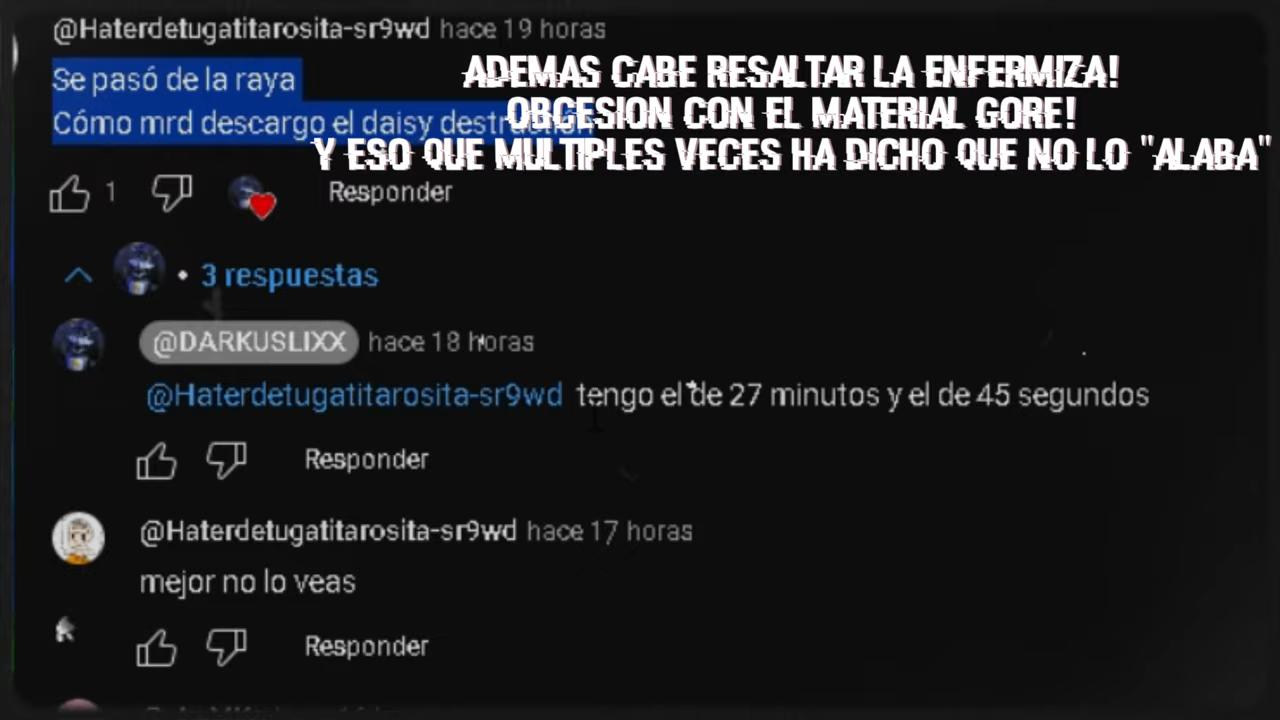 @Haterdetugatitarosita-sr9wd hace 19 horas
ADEMAS CABE RESALTAR LA ENFERMIZA!
Se pasó de la raya
OBCESION CON EL MATERIAL GORE!
Cómo mrd descargo el daisy destruction
Y ESO QUE MULTIPLES VECES HA DICHO QUE NO LO "ALABA"
1
Responder
• 3 respuestas
@DARKUSLIXX hace 18 horas
@Haterdetugatitarosita-sr9wd tengo el de 27 minutos y el de 45 segundos
Responder
@Haterdetugatitarosita-sr9wd hace 17 horas
mejor no lo veas
Responder